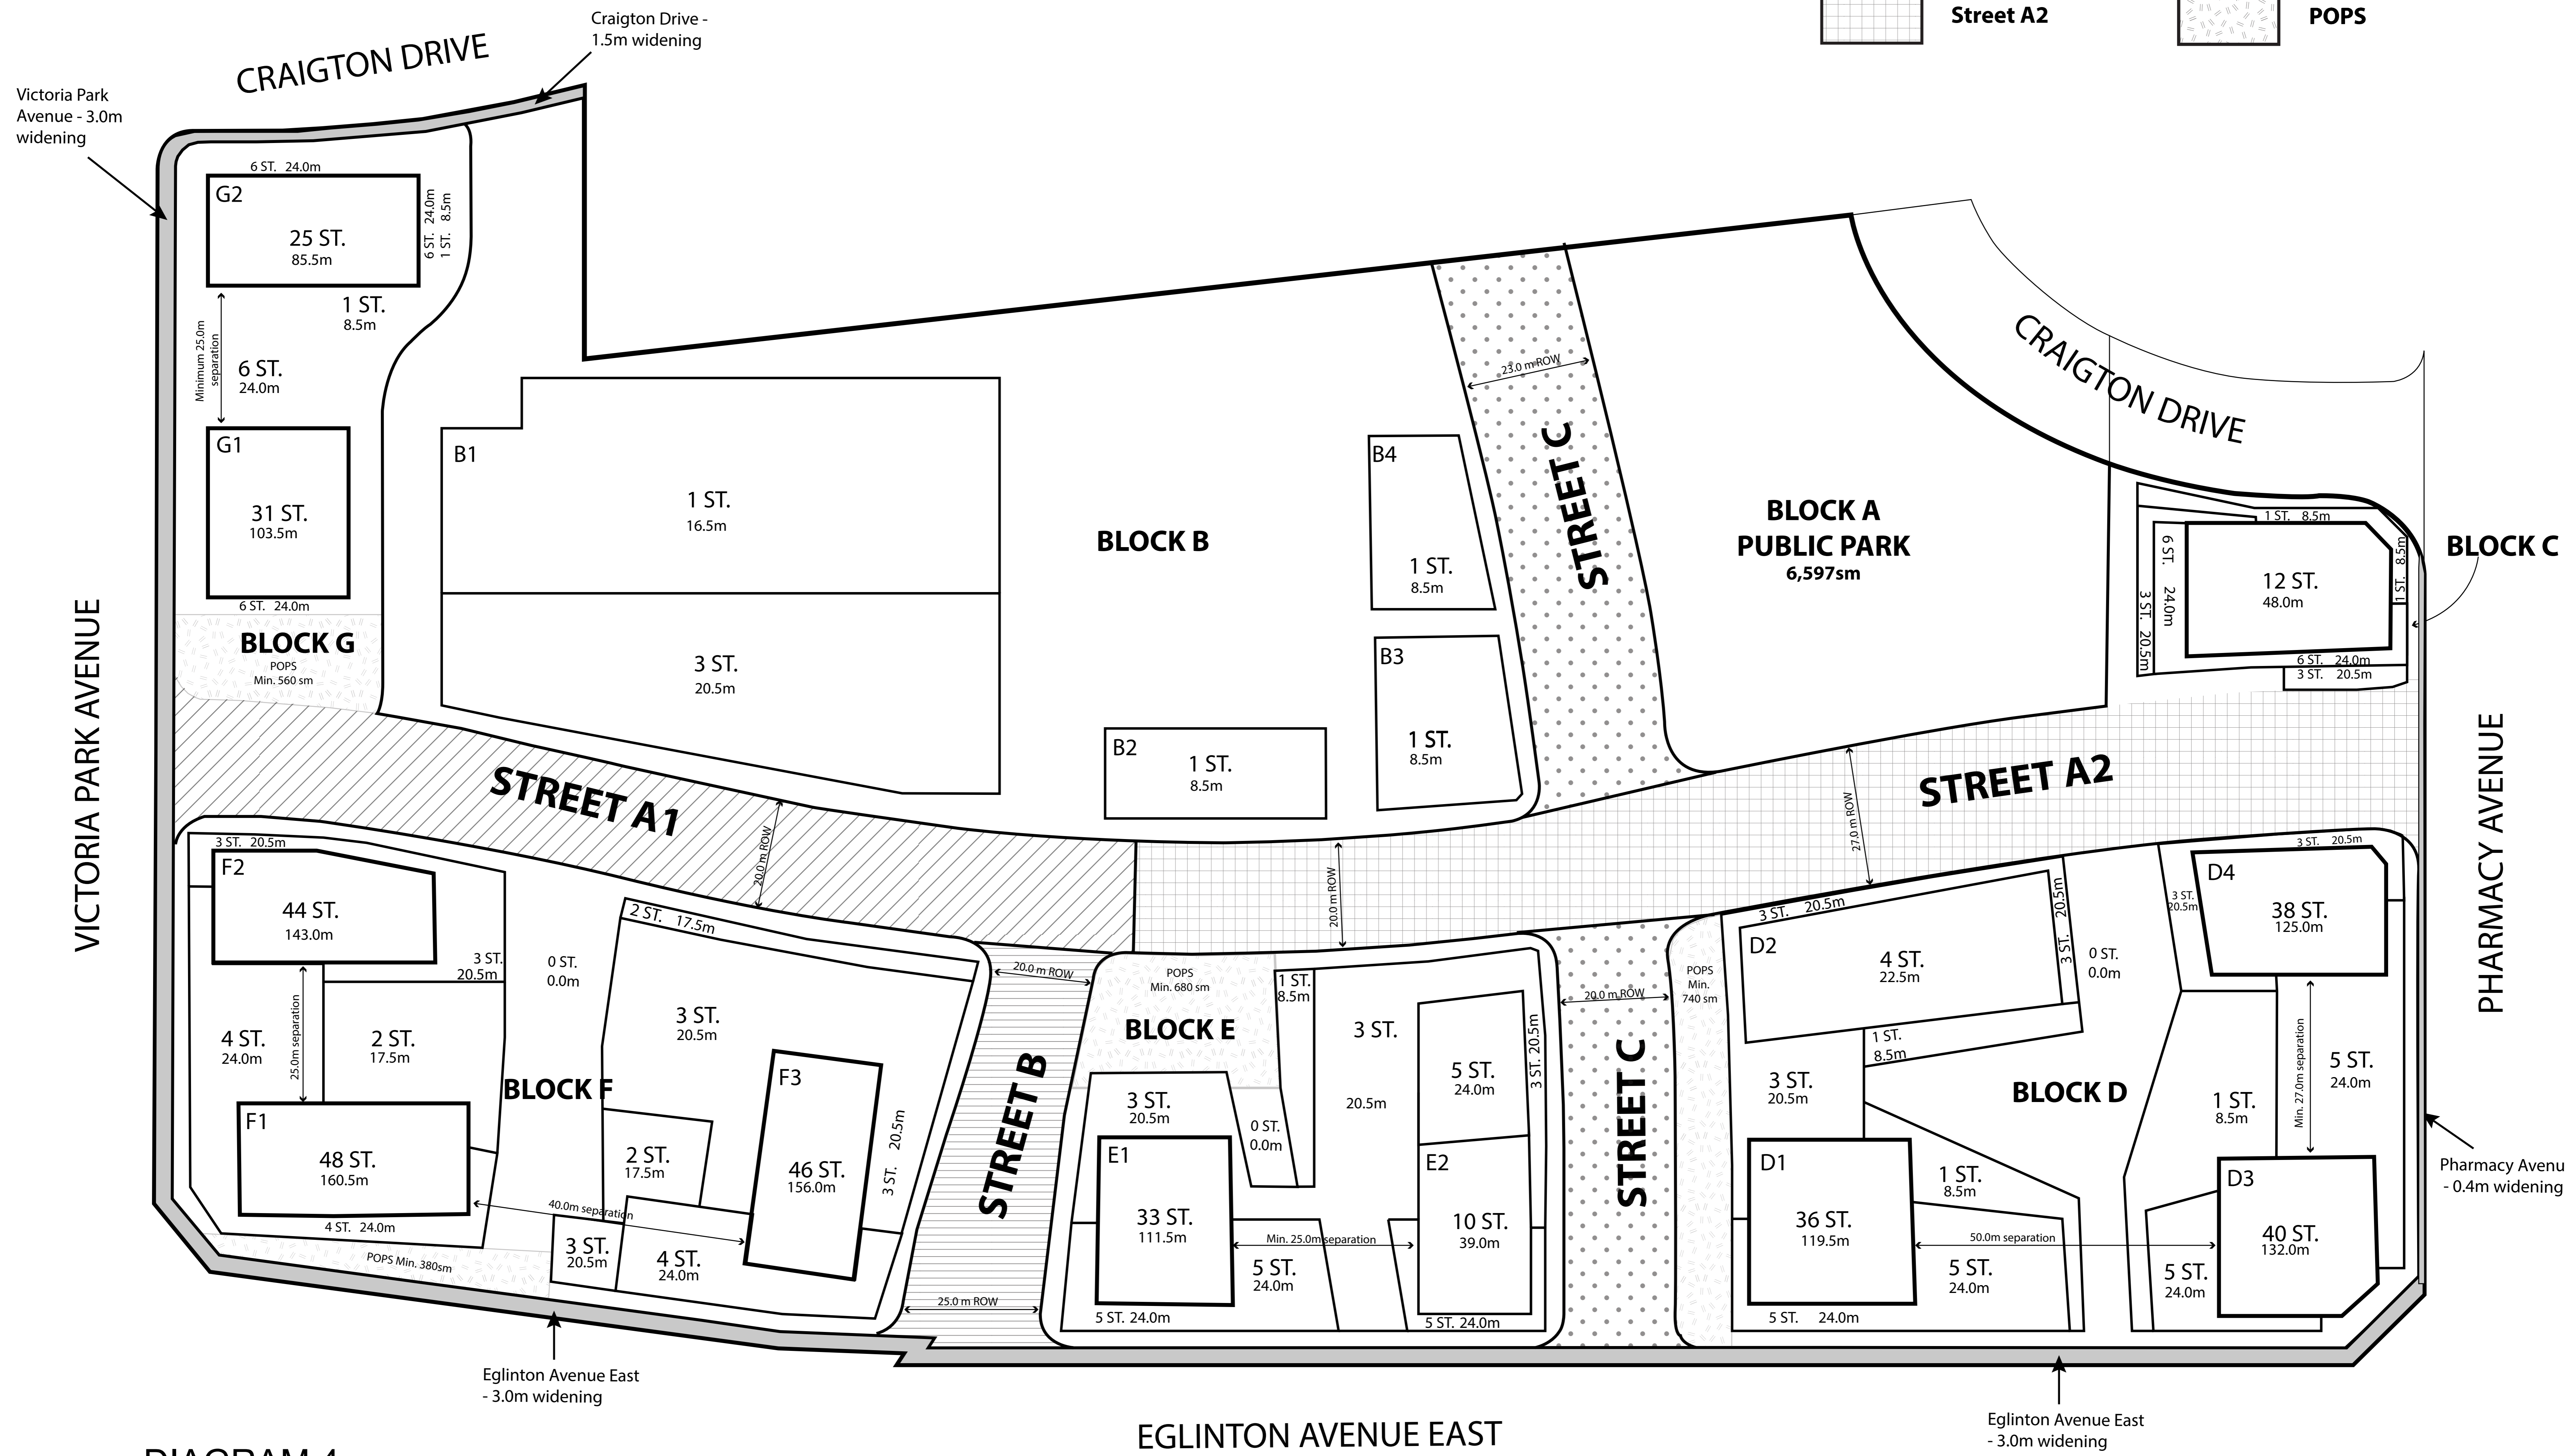 Street A2
POPS
Craigton Drive -
1.5m widening
CRAIGTON DRIVE
Victoria Park
Avenue - 3.0m
widening
6 ST. 24.0m
G2
25 ST.
85.5m
6 ST. 24.0m
1 ST. 8.5m
1 ST.
8.5m
Minimum 25.0m
separation
6 ST.
24.0m
G1
31 ST.
103.5m
6 ST. 24.0m
BLOCK G
POPS
Min. 560 sm
VICTORIA PARK AVENUE
B1
1 ST.
16.5m
3 ST.
20.5m
BLOCK B
B4
1 ST.
8.5m
B3
1 ST.
8.5m
B2
1 ST.
8.5m
23.0 m ROW
STREET C
BLOCK A
PUBLIC PARK
6,597sm
CRAIGTON DRIVE
1 ST. 8.5m
6 ST. 24.0m
3 ST. 20.5m
12 ST.
48.0m
1 ST. 8.5m
6 ST. 24.0m
3 ST. 20.5m
BLOCK C
PHARMACY AVENUE
STREET A1
20.0 m ROW
20.0 m ROW
27.0 m ROW
STREET A2
3 ST. 20.5m
F2
44 ST.
143.0m
3 ST.
20.5m
4 ST.
24.0m
25.0m separation
2 ST.
17.5m
F1
48 ST.
160.5m
4 ST. 24.0m
POPS Min. 380sm
0 ST.
0.0m
BLOCK F
2 ST. 17.5m
3 ST.
20.5m
F3
46 ST.
156.0m
3 ST. 20.5m
2 ST.
17.5m
40.0m separation
3 ST.
20.5m
4 ST.
24.0m
20.0 m ROW
STREET B
25.0 m ROW
POPS
Min. 680 sm
BLOCK E
1 ST.
8.5m
3 ST.
20.5m
5 ST.
24.0m
3 ST. 20.5m
3 ST.
20.5m
0 ST.
0.0m
E1
33 ST.
111.5m
Min. 25.0m separation
5 ST.
24.0m
5 ST. 24.0m
E2
10 ST.
39.0m
5 ST. 24.0m
20.0 m ROW
STREET C
POPS
Min.
740 sm
3 ST. 20.5m
D2
4 ST.
22.5m
3 ST. 20.5m
1 ST.
8.5m
3 ST.
20.5m
0 ST.
0.0m
BLOCK D
D1
36 ST.
119.5m
1 ST.
8.5m
50.0m separation
5 ST.
24.0m
5 ST. 24.0m
3 ST. 20.5m
D4
38 ST.
125.0m
3 ST.
20.5m
Min. 27.0m separation
5 ST.
24.0m
1 ST.
8.5m
D3
40 ST.
132.0m
5 ST.
24.0m
Pharmacy Avenu
- 0.4m widening
Eglinton Avenue East
- 3.0m widening
EGLINTON AVENUE EAST
Eglinton Avenue East
- 3.0m widening
DIAGRAM 4